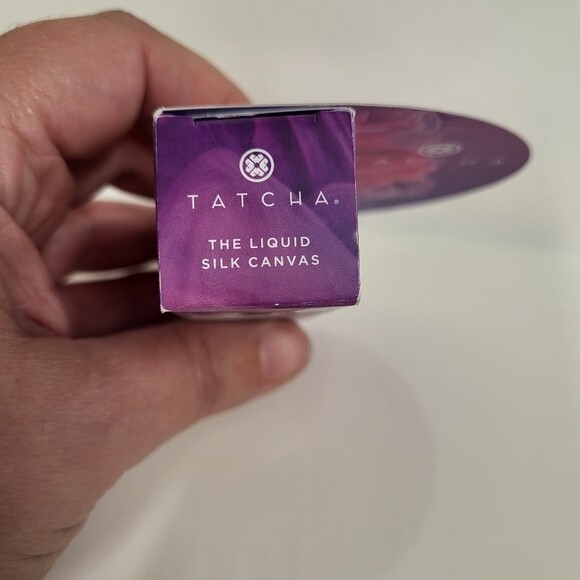 TATCHA®
THE LIQUID
SILK CANVAS